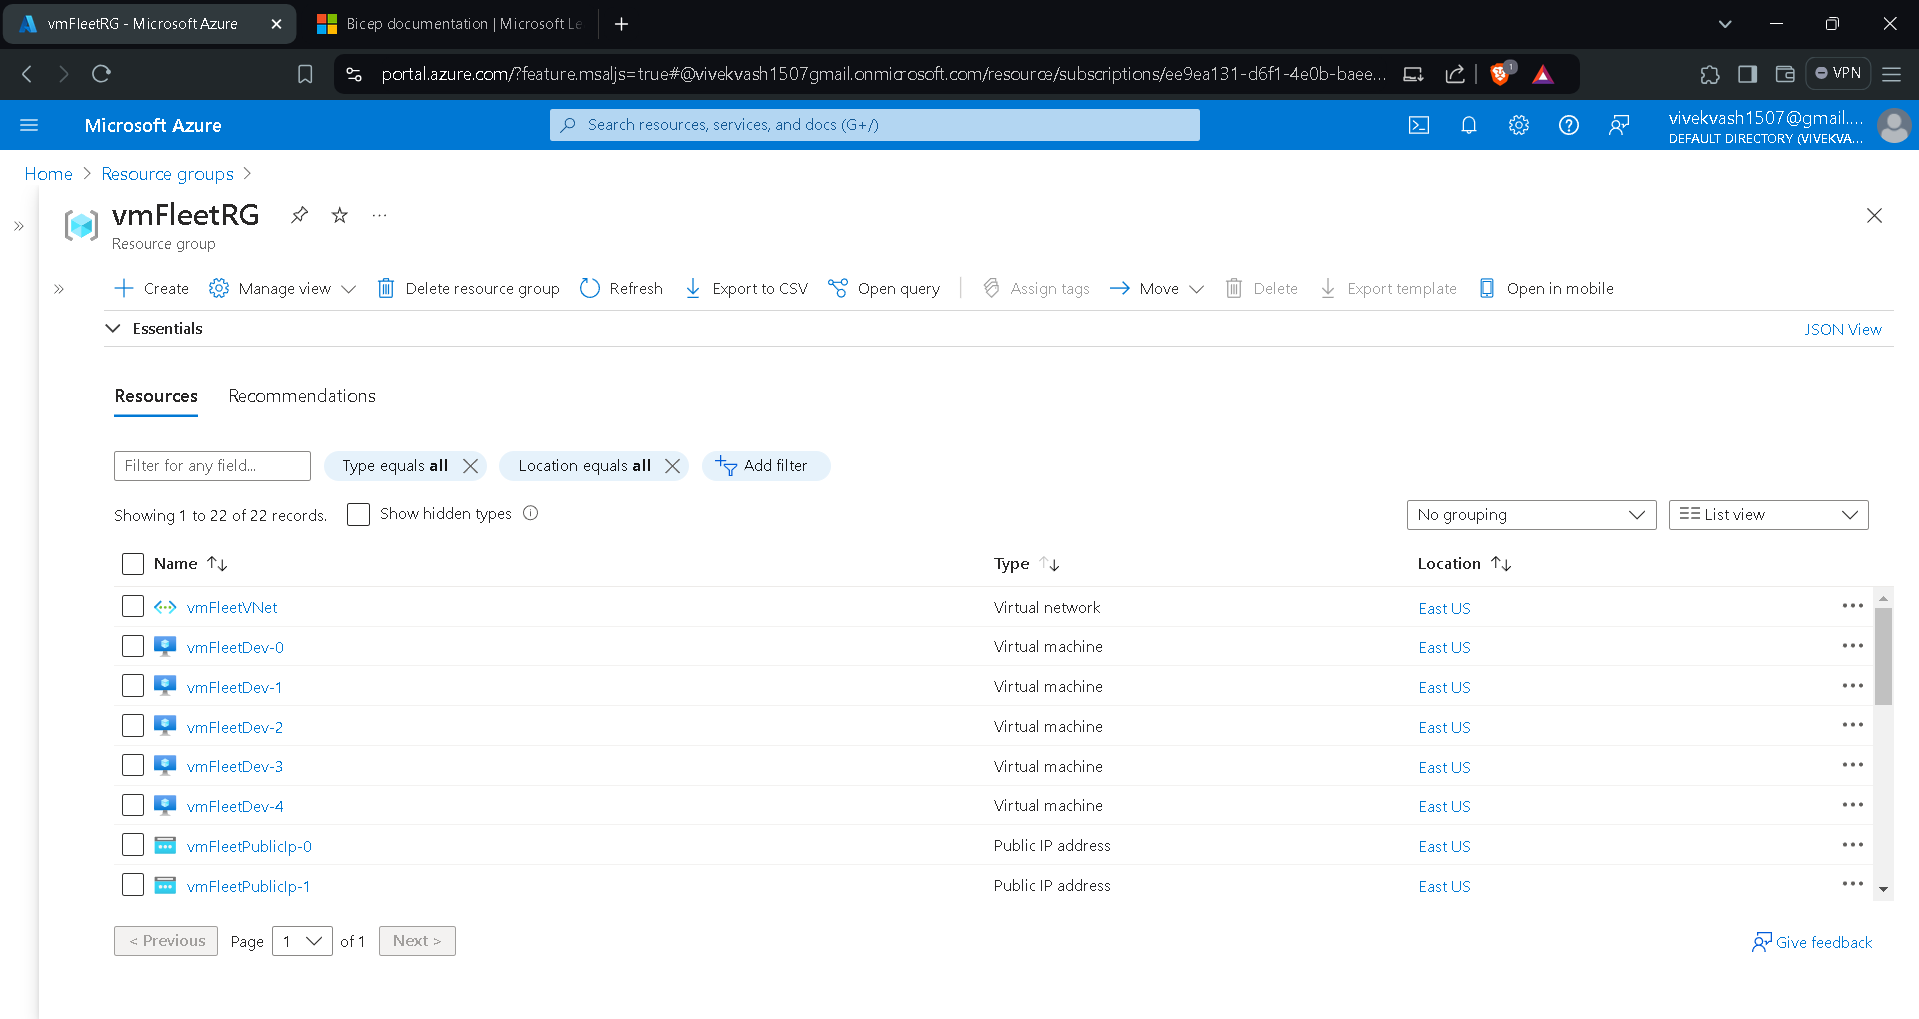 vmFleetRG - Microsoft Azure
Bicep documentation | Microsoft Le
portal.azure.com/?feature.msaljs=true#@vivekvash1507gmail.onmicrosoft.com/resource/subscriptions/ee9ea131-d6f1-4e0b-baee...
1
VPN
Microsoft Azure
Search resources, services, and docs (G+/)
vivekvash1507@gmail....
DEFAULT DIRECTORY (VIVEKVA...
Home > Resource groups >
vmFleetRG
Resource group
Create
Manage view
Delete resource group
Refresh
Export to CSV
Open query
Assign tags
Move
Delete
Export template
Open in mobile
Essentials
JSON View
Resources
Recommendations
Filter for any field...
Type equals all
Location equals all
Add filter
Showing 1 to 22 of 22 records.
Show hidden types
No grouping
List view
Name
Type
Location
vmFleetVNet
Virtual network
East US
vmFleetDev-0
Virtual machine
East US
vmFleetDev-1
Virtual machine
East US
vmFleetDev-2
Virtual machine
East US
vmFleetDev-3
Virtual machine
East US
vmFleetDev-4
Virtual machine
East US
vmFleetPublicIp-0
Public IP address
East US
vmFleetPublicIp-1
Public IP address
East US
< Previous
Page
1
of 1
Next >
Give feedback